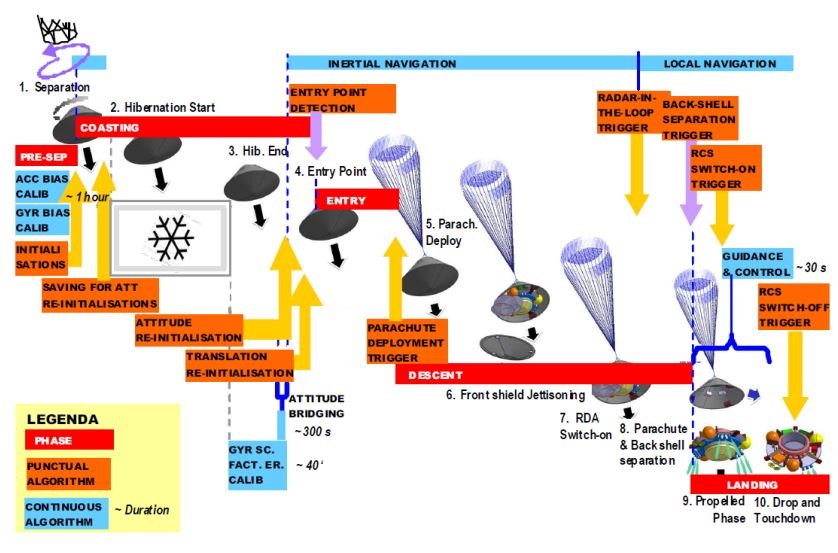 INERTIAL NAVIGATION
LOCAL NAVIGATION
1. Separation
2. Hibernation Start
COASTING
ENTRY POINT
DETECTION
RADAR-IN-
THE-LOOP
TRIGGER
BACK-SHELL
SEPARATION
TRIGGER
PRE-SEP
3. Hib. End
4. Entry Point
RCS
SWITCH-ON
TRIGGER
ACC BIAS
CALIB
~ 1 hour
ENTRY
GYR BIAS
CALIB
5. Parach.
Deploy
INITIALI
SATIONS
GUIDANCE
& CONTROL
~ 30 s
SAVING FOR ATT
RE-INITIALISATIONS
RCS
SWITCH-OFF
TRIGGER
ATTITUDE
RE-INITIALISATION
PARACHUTE
DEPLOYMENT
TRIGGER
TRANSLATION
RE-INITIALISATION
DESCENT
6. Front shield Jettisoning
ATTITUDE
BRIDGING
~ 300 s
7. RDA
Switch-on
8. Parachute
& Backshell
separation
LEGENDA
PHASE
PUNCTUAL
ALGORITHM
CONTINUOUS
ALGORITHM
~ Duration
GYR SC.
FACT. ER.
CALIB
~ 40'
LANDING
9. Propelled
Phase
10. Drop and
Touchdown